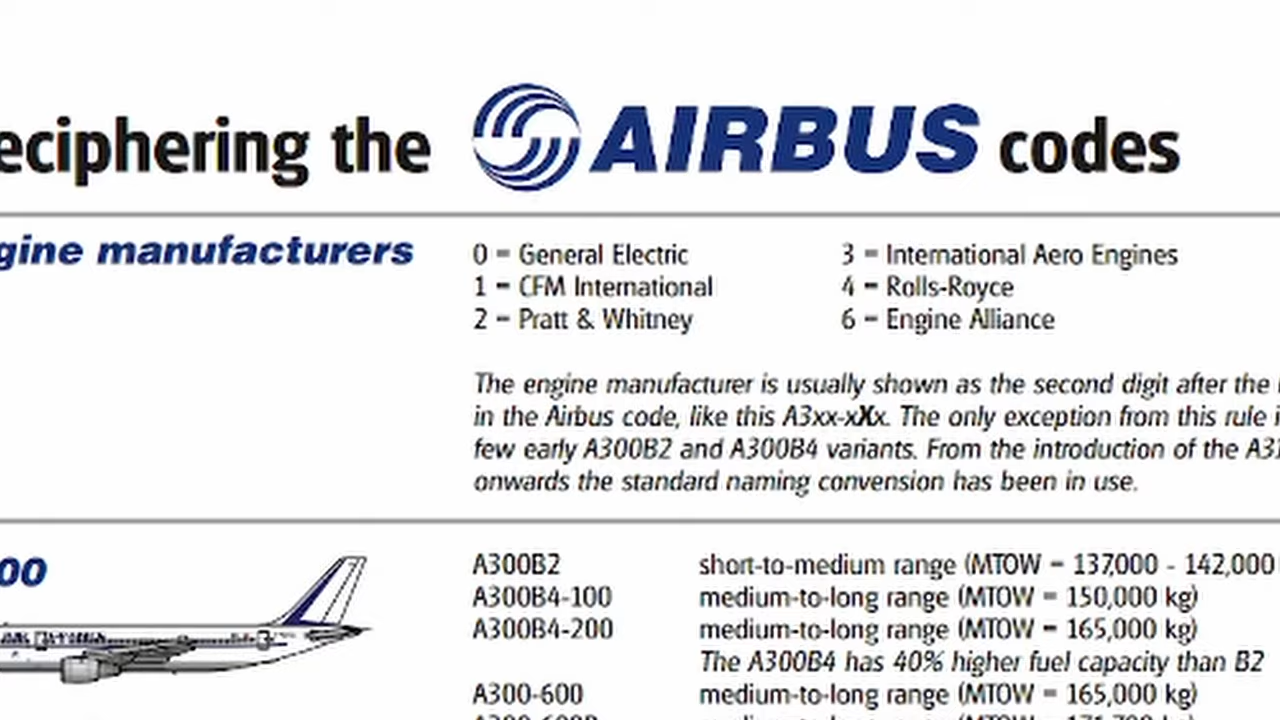 eciphering the AIRBUS codes
gine manufacturers
0 = General Electric
1 = CFM International
2 = Pratt & Whitney
3 = International Aero Engines
4 = Rolls-Royce
6 = Engine Alliance
The engine manufacturer is usually shown as the second digit after the
in the Airbus code, like this A3xx-xXx. The only exception from this rule
few early A300B2 and A300B4 variants. From the introduction of the A31
onwards the standard naming convension has been in use.
00
A300B2 short-to-medium range (MTOW = 137,000 - 142,000
A300B4-100 medium-to-long range (MTOW = 150,000 kg)
A300B4-200 medium-to-long range (MTOW = 165,000 kg)
The A300B4 has 40% higher fuel capacity than B2
A300-600 medium-to-long range (MTOW = 165,000 kg)